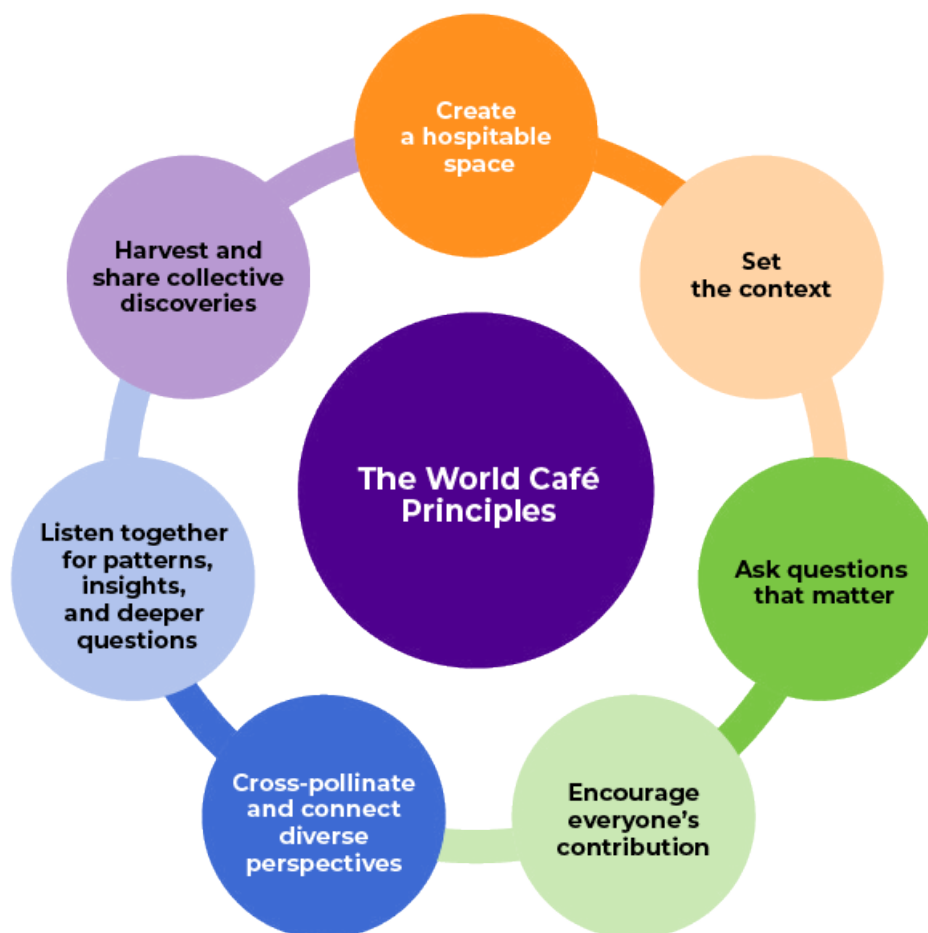 Create
a hospitable
space
Set
the context
Ask questions
that matter
Encourage
everyone’s
contribution
Cross-pollinate
and connect
diverse
perspectives
Listen together
for patterns,
insights,
and deeper
questions
Harvest and
share collective
discoveries
The World Café
Principles